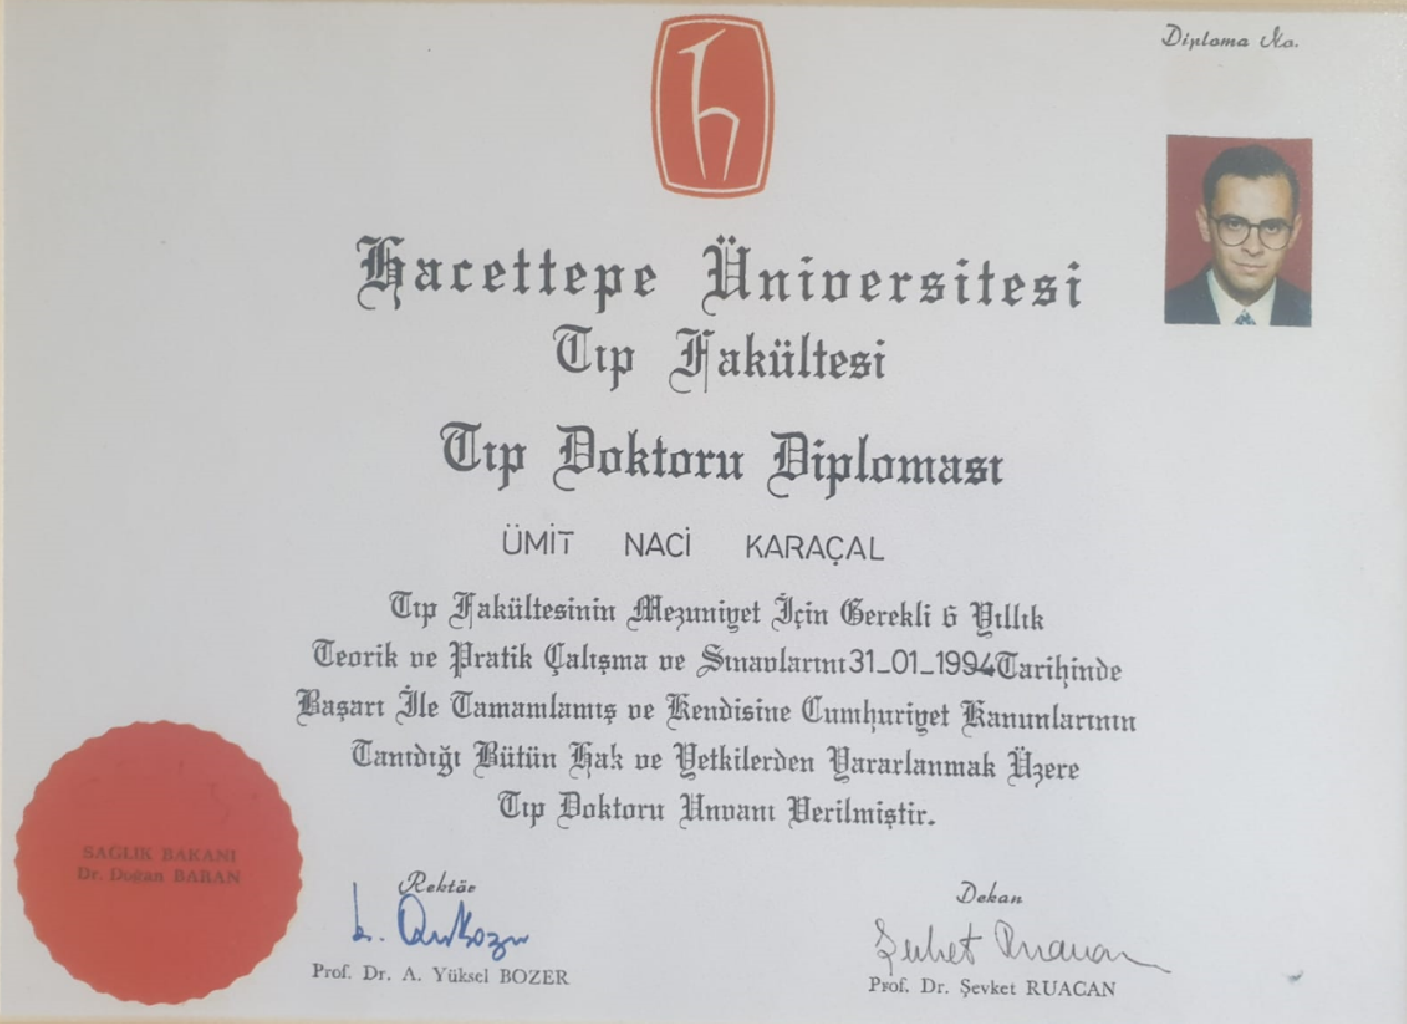 Diploma No.
Hacettepe Üniversitesi
Tıp Fakültesi
Tıp Doktoru Diploması
ÜMİT NACİ KARAÇAL
Tıp Fakültesinin Mezuniyet İçin Gerekli 6 Yıllık
Teorik ve Pratik Çalışma ve Sınavlarını 31_01_1994 Tarihinde
Başarı İle Tamamlamış ve Kendisine Cumhuriyet Kanunlarının
Tanıdığı Bütün Hak ve Yetkilerden Yararlanmak Üzere
Tıp Doktoru Unvanı Verilmiştir.
SAĞLIK BAKANI
Dr. Doğan BARAN
Rektör
Prof. Dr. A. Yüksel BOZER
Dekan
Şevket Ruacan
Prof. Dr. Şevket RUACAN